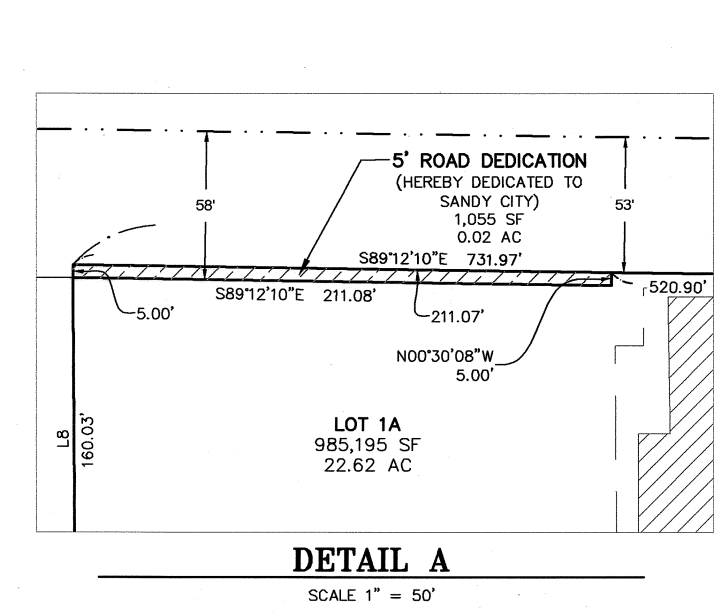 5' ROAD DEDICATION
(HEREBY DEDICATED TO
SANDY CITY)
1,055 SF
0.02 AC
58'
53'
S89°12'10"E 731.97'
S89°12'10"E 211.08'
520.90'
5.00'
211.07'
N00°30'08"W
5.00'
LOT 1A
985,195 SF
22.62 AC
L8
160.03'
DETAIL A
SCALE 1" = 50'